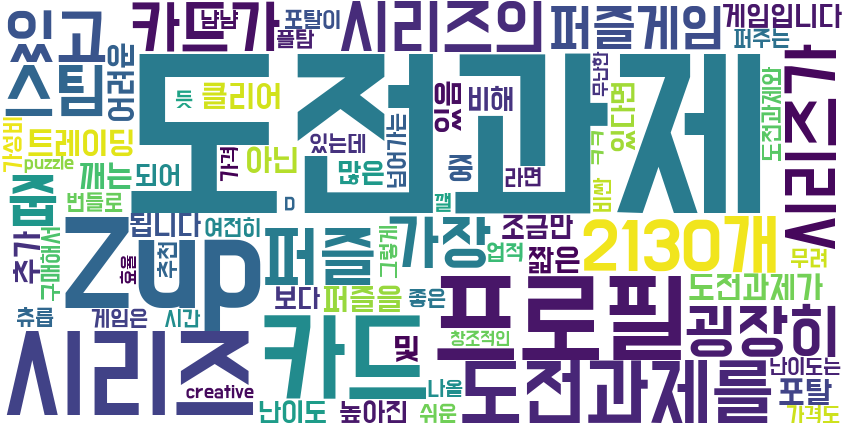 있고
카드가
냠냠
포탈이
플탐
시리즈의
퍼즐게임
게임입니다
퍼주는
스팀
어려운
듯
클리어
도전과제
있음
비해
무난한
ㅋㅋ
있다면
도전과제와
시리즈가
가성비
트레이딩
puzzle
깨는
되어
가격
아닌
있는데
많은
넘어가는
중
라면
비싼
번들로
D
깰
퍼즈
됩니다
여전히
Zup
퍼즐
그렇게
가장
업적
조금만
짧은
2130개
무려
추가
구매해서
효율
추천
보다
퍼즐을
좋은
프로필
도전과제가
굉장히
츄릅
게임은
시간
시리즈
creative
카드
및
창조적인
나올
도전과제를
난이도는
포탈
난이도
높아진
쉬운
가격도